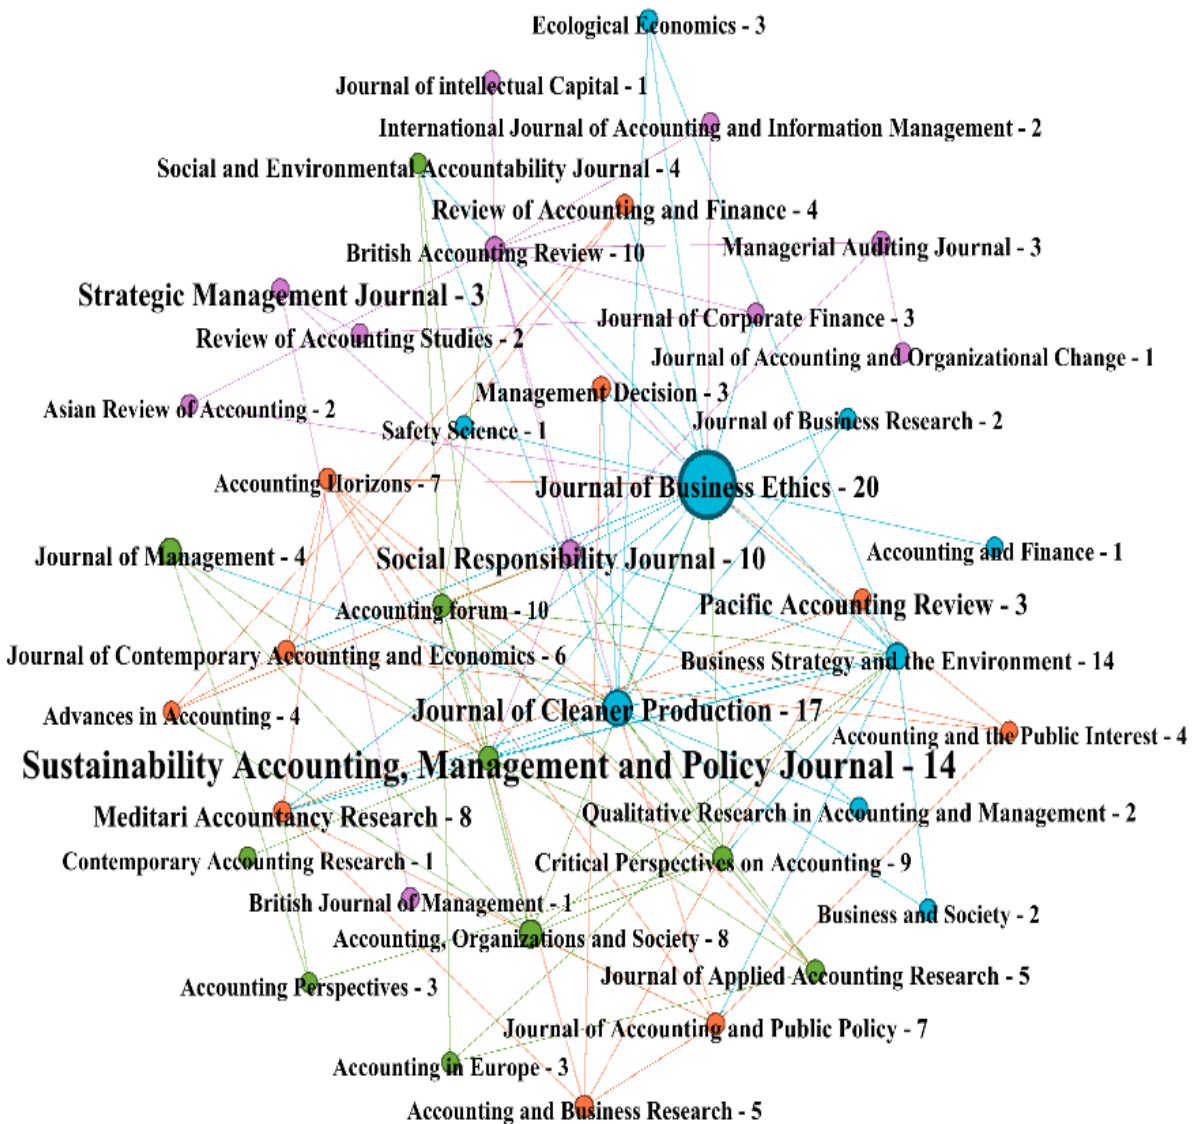 Ecological Economics - 3
Journal of intellectual Capital - 1
International Journal of Accounting and Information Management - 2
Social and Environmental Accountability Journal - 4
Review of Accounting and Finance - 4
British Accounting Review - 10
Managerial Auditing Journal - 3
Strategic Management Journal - 3
Journal of Corporate Finance - 3
Review of Accounting Studies - 2
Journal of Accounting and Organizational Change - 1
Management Decision - 3
Asian Review of Accounting - 2
Journal of Business Research - 2
Safety Science - 1
Accounting Horizons - 7
Journal of Business Ethics - 20
Journal of Management - 4
Social Responsibility Journal - 10
Accounting and Finance - 1
Accounting forum - 10
Pacific Accounting Review - 3
Journal of Contemporary Accounting and Economics - 6
Business Strategy and the Environment - 14
Advances in Accounting - 4
Journal of Cleaner Production - 17
Accounting and the Public Interest - 4
Sustainability Accounting, Management and Policy Journal - 14
Meditari Accountancy Research - 8
Qualitative Research in Accounting and Management - 2
Contemporary Accounting Research - 1
Critical Perspectives on Accounting - 9
British Journal of Management - 1
Business and Society - 2
Accounting, Organizations and Society - 8
Journal of Applied Accounting Research - 5
Accounting Perspectives - 3
Journal of Accounting and Public Policy - 7
Accounting in Europe - 3
Accounting and Business Research - 5